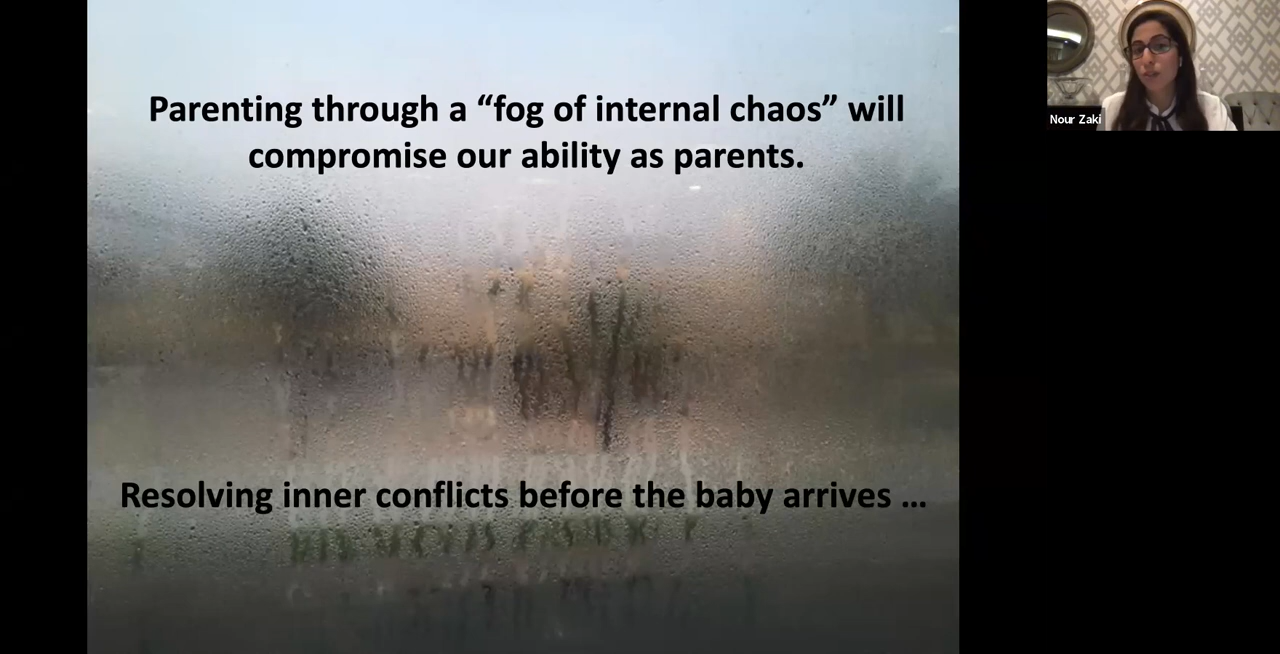 Parenting through a “fog of internal chaos” will
compromise our ability as parents.
Nour Zaki
Resolving inner conflicts before the baby arrives …